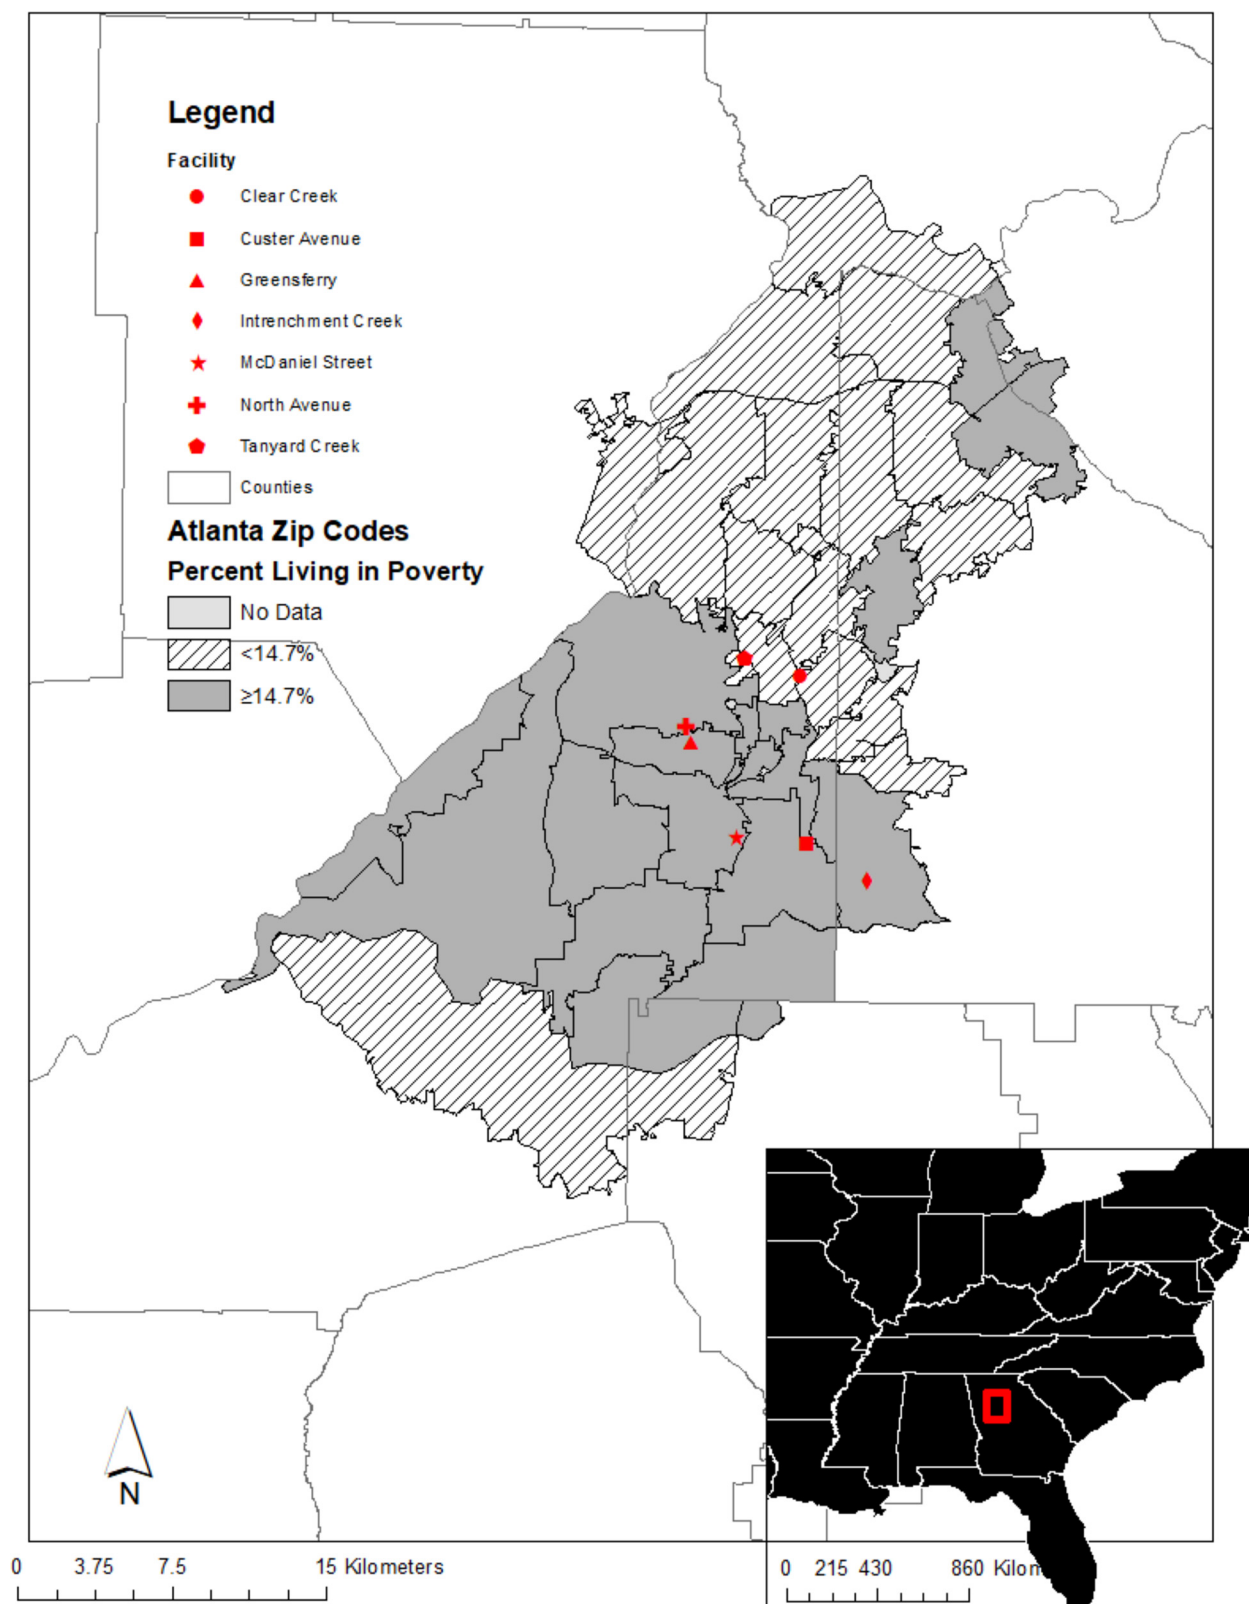 Legend
Facility
Clear Creek
Custer Avenue
Greensferry
Intrenchment Creek
McDaniel Street
North Avenue
Tanyard Creek
Counties
Atlanta Zip Codes
Percent Living in Poverty
No Data
<14.7%
≥14.7%
N
0 3.75 7.5 15 Kilometers
0 215 430 860 Kilom